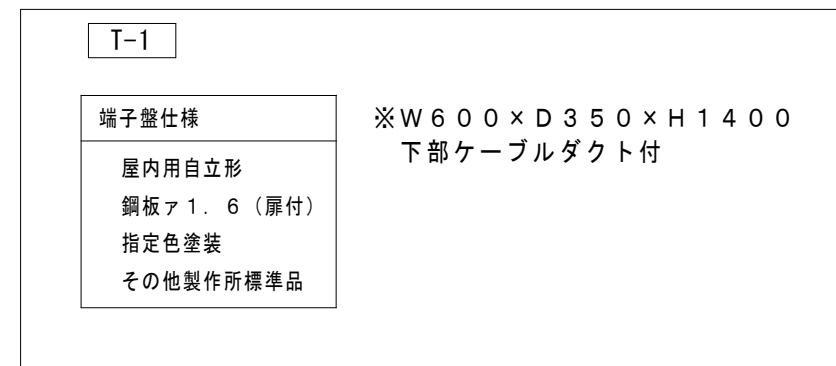 T-1
端子盤仕様
※W600×D350×H1400
下部ケーブルダクト付
屋内用自立形
鋼板ァ1.6(扉付)
指定色塗装
その他製作所標準品